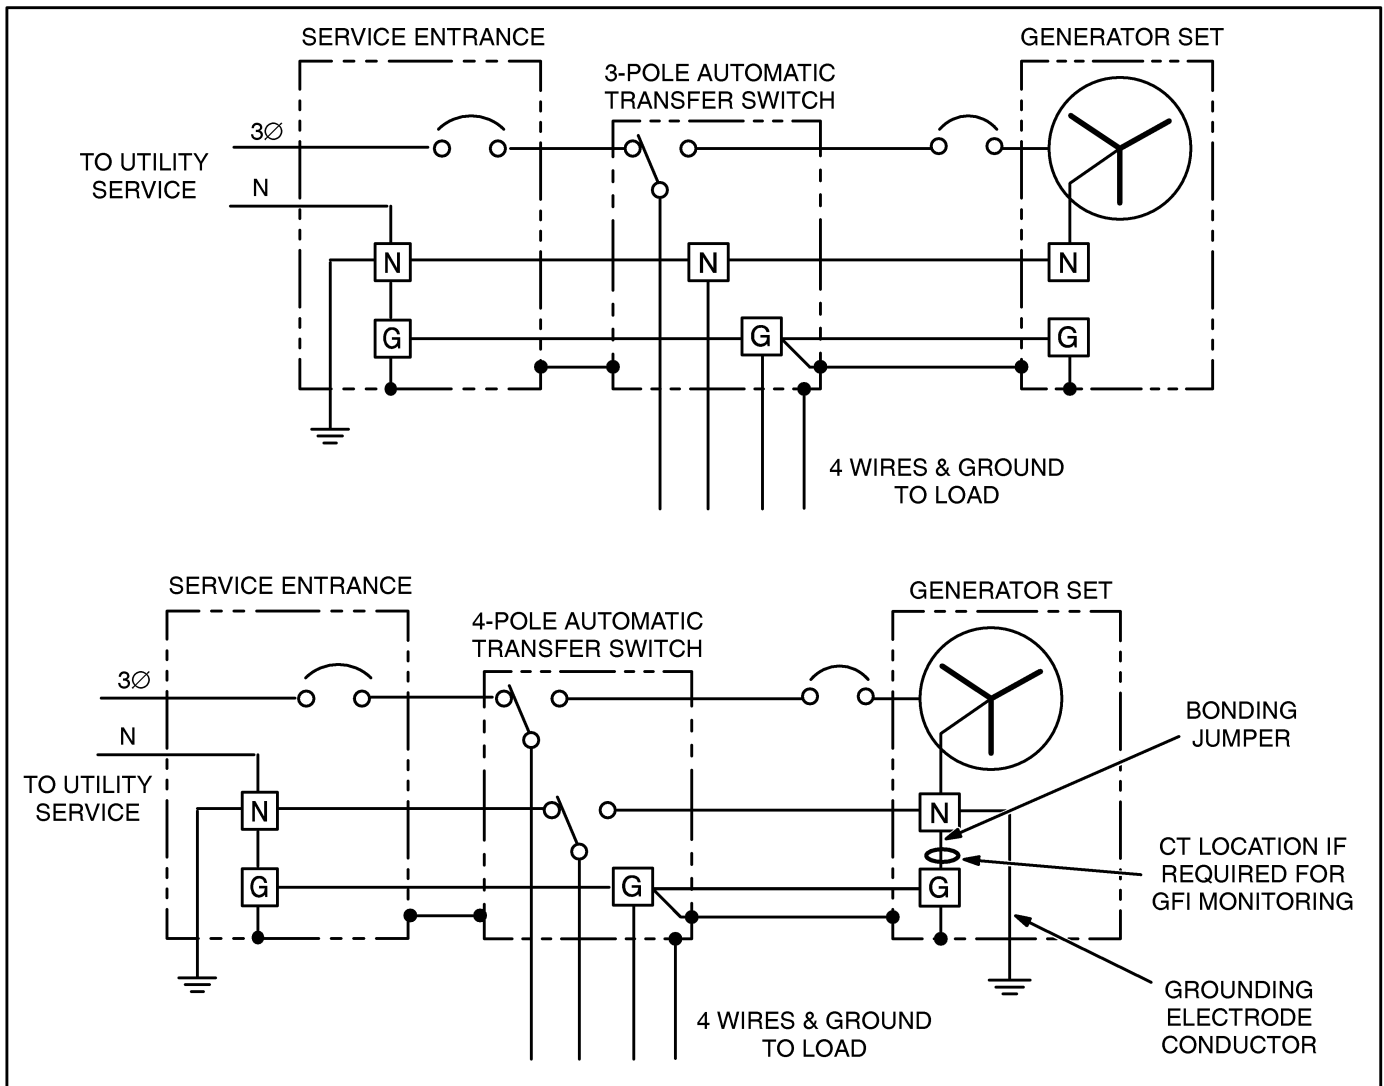 SERVICE ENTRANCE
GENERATOR SET
3-POLE AUTOMATIC
TRANSFER SWITCH
3∅
TO UTILITY
SERVICE
N
N
N
N
G
G
G
4 WIRES & GROUND
TO LOAD
SERVICE ENTRANCE
GENERATOR SET
4-POLE AUTOMATIC
TRANSFER SWITCH
3∅
N
TO UTILITY
SERVICE
BONDING
JUMPER
N
N
CT LOCATION IF
REQUIRED FOR
GFI MONITORING
G
G
G
GROUNDING
ELECTRODE
CONDUCTOR
4 WIRES & GROUND
TO LOAD